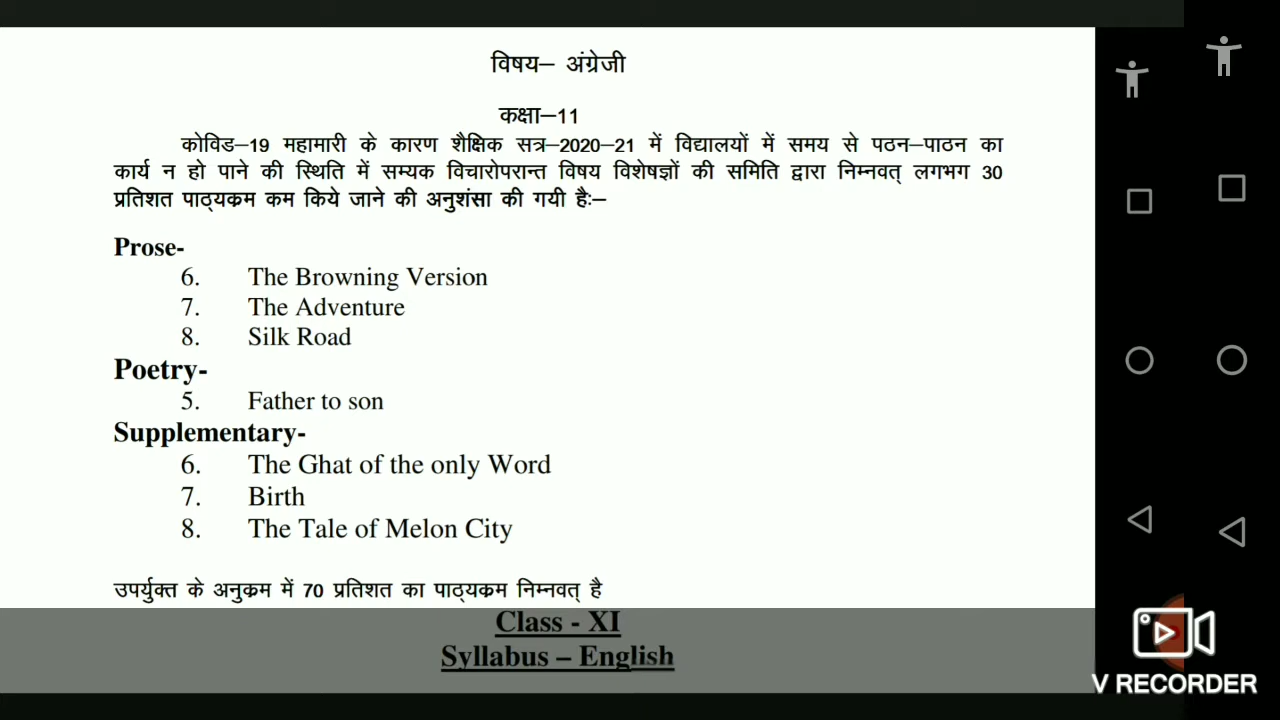 विषय– अंग्रेजी
कक्षा–11
कोविड–19 महामारी के कारण शैक्षिक सत्र–2020–21 में विद्यालयों में समय से पठन–पाठन का
कार्य न हो पाने की स्थिति में सम्यक विचारोपरान्त विषय विशेषज्ञों की समिति द्वारा निम्नवत् लगभग 30
प्रतिशत पाठ्यक्रम कम किये जाने की अनुशंसा की गयी है:–
Prose-
6. The Browning Version
7. The Adventure
8. Silk Road
Poetry-
5. Father to son
Supplementary-
6. The Ghat of the only Word
7. Birth
8. The Tale of Melon City
उपर्युक्त के अनुक्रम में 70 प्रतिशत का पाठ्यक्रम निम्नवत् है
Class - XI
Syllabus – English
V RECORDER